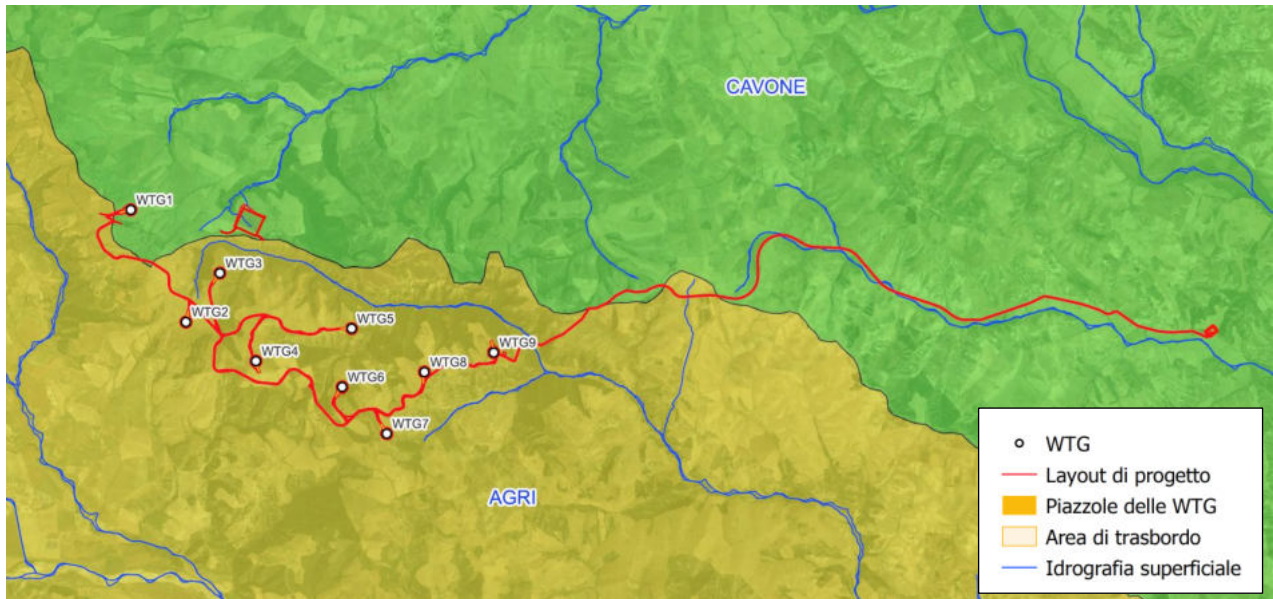 CAVONE
WTG1
WTG3
WTG2
WTG5
WTG9
WTG4
WTG8
WTG6
WTG7
AGRI
WTG
Layout di progetto
Piazzole delle WTG
Area di trasbordo
Idrografia superficiale